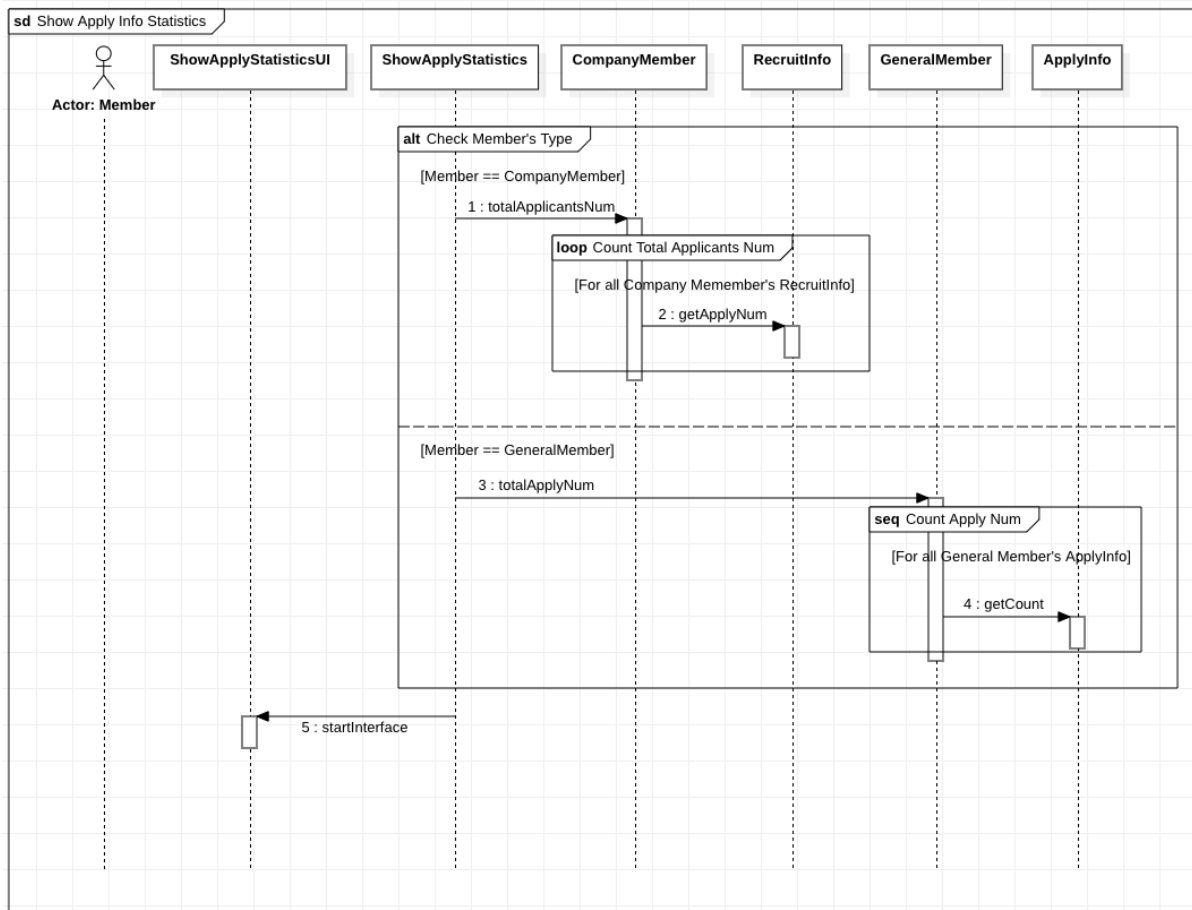 sd Show Apply Info Statistics
Actor: Member
ShowApplyStatisticsUI
ShowApplyStatistics
CompanyMember
RecruitInfo
GeneralMember
ApplyInfo
alt Check Member's Type
[Member == CompanyMember]
1 : totalApplicantsNum
loop Count Total Applicants Num
[For all Company Memember's RecruitInfo]
2 : getApplyNum
[Member == GeneralMember]
3 : totalApplyNum
seq Count Apply Num
[For all General Member's ApplyInfo]
4 : getCount
5 : startInterface